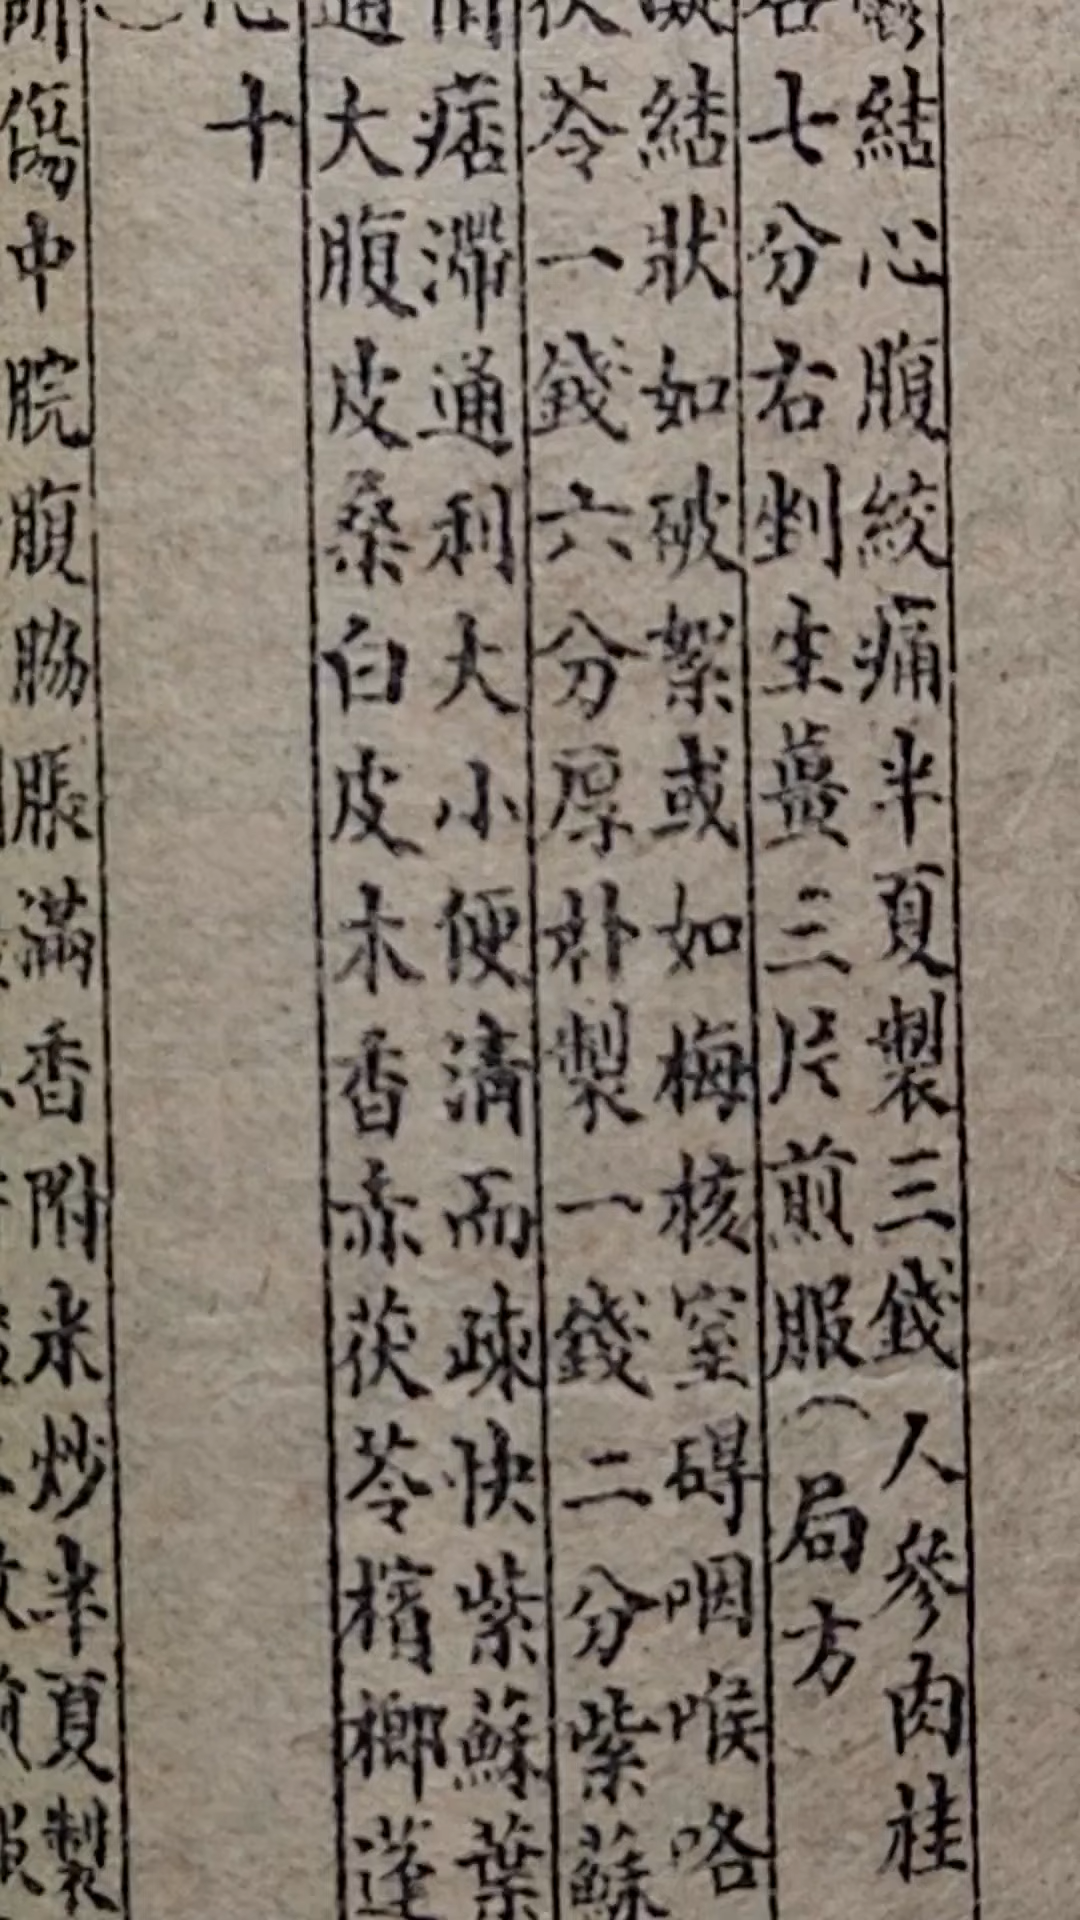 結心腹絞痛半夏製三錢人參肉桂
七分右剉生薑三片煎服（局方
結狀如破絮或如梅核窒碍咽喉咯
苓一錢六分厚朴製一錢二分紫蘇
痞滯通利大小便清而疎快紫蘇葉
大腹皮桑白皮木香赤茯苓檳榔蓬
十
傷中脘腹脇脹滿香附米炒半夏製